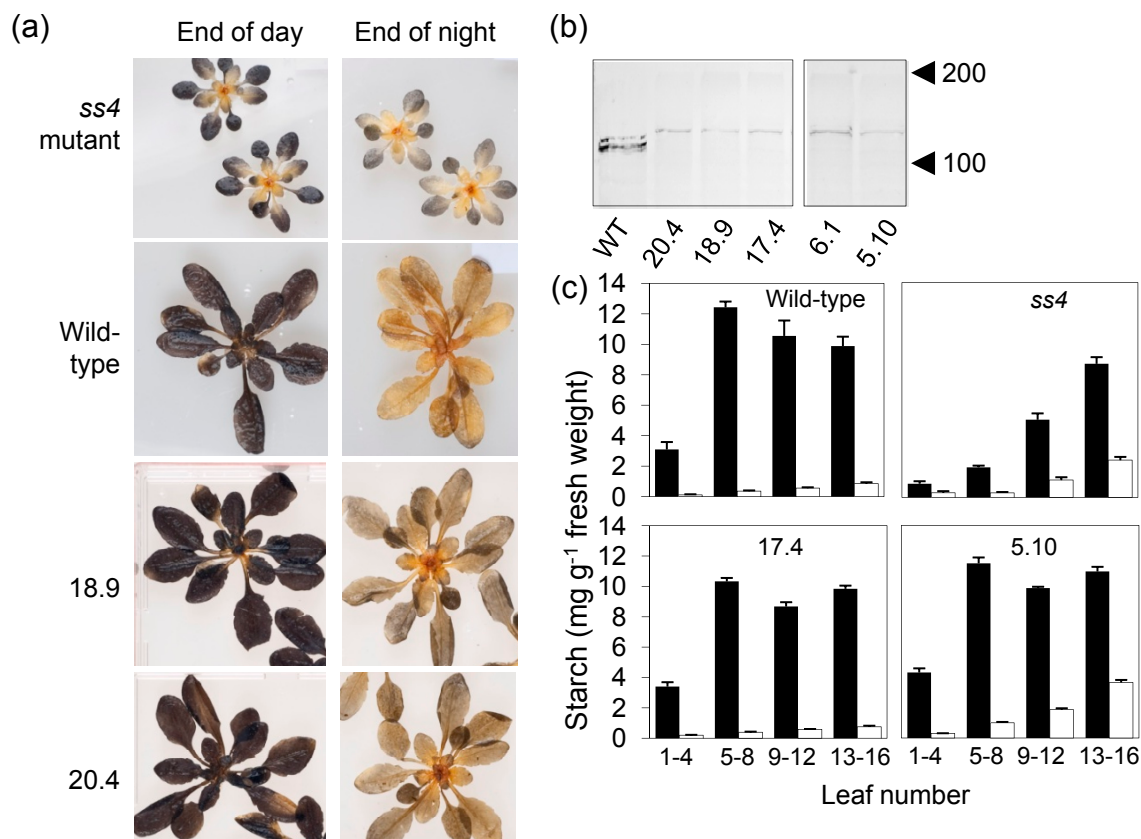 (a)
End of day
End of night
ss4
mutant
Wild-
type
18.9
20.4
(b)
200
100
WT
20.4
18.9
17.4
6.1
5.10
(c)
Starch (mg g⁻¹ fresh weight)
14
12
10
8
6
4
2
0
Wild-type
ss4
14
12
10
8
6
4
2
0
17.4
5.10
1-4
5-8
9-12
13-16
1-4
5-8
9-12
13-16
Leaf number